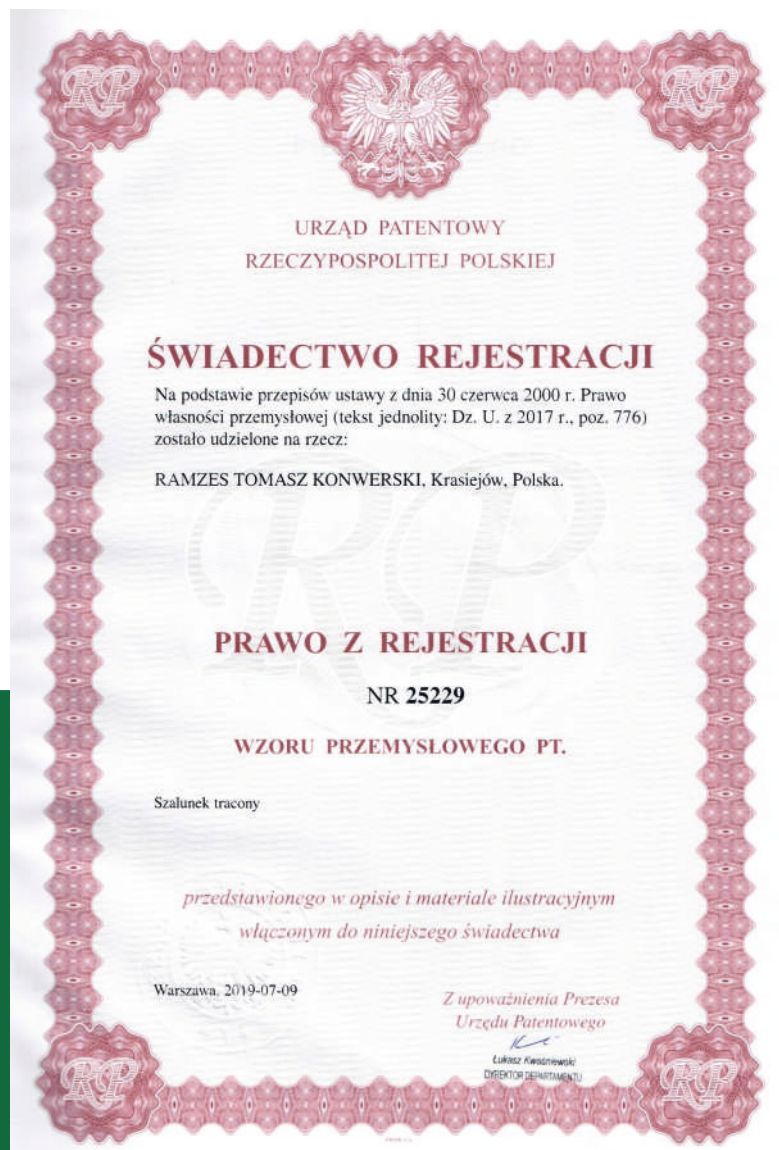 URZĄD PATENTOWY
RZECZYPOSPOLITEJ POLSKIEJ
ŚWIADECTWO REJESTRACJI
Na podstawie przepisów ustawy z dnia 30 czerwca 2000 r. Prawo
własności przemysłowej (tekst jednolity: Dz. U. z 2017 r., poz. 776)
zostało udzielone na rzecz:
RAMZES TOMASZ KONWERSKI, Krasiejów, Polska.
PRAWO Z REJESTRACJI
NR 25229
WZORU PRZEMYSŁOWEGO PT.
Szalunek tracony
przedstawionego w opisie i materiale ilustracyjnym
włączonym do niniejszego świadectwa
Warszawa, 2019-07-09
Z upoważnienia Prezesa
Urzędu Patentowego
Łukasz Kwaśniewski
DYREKTOR DEPARTAMENTU